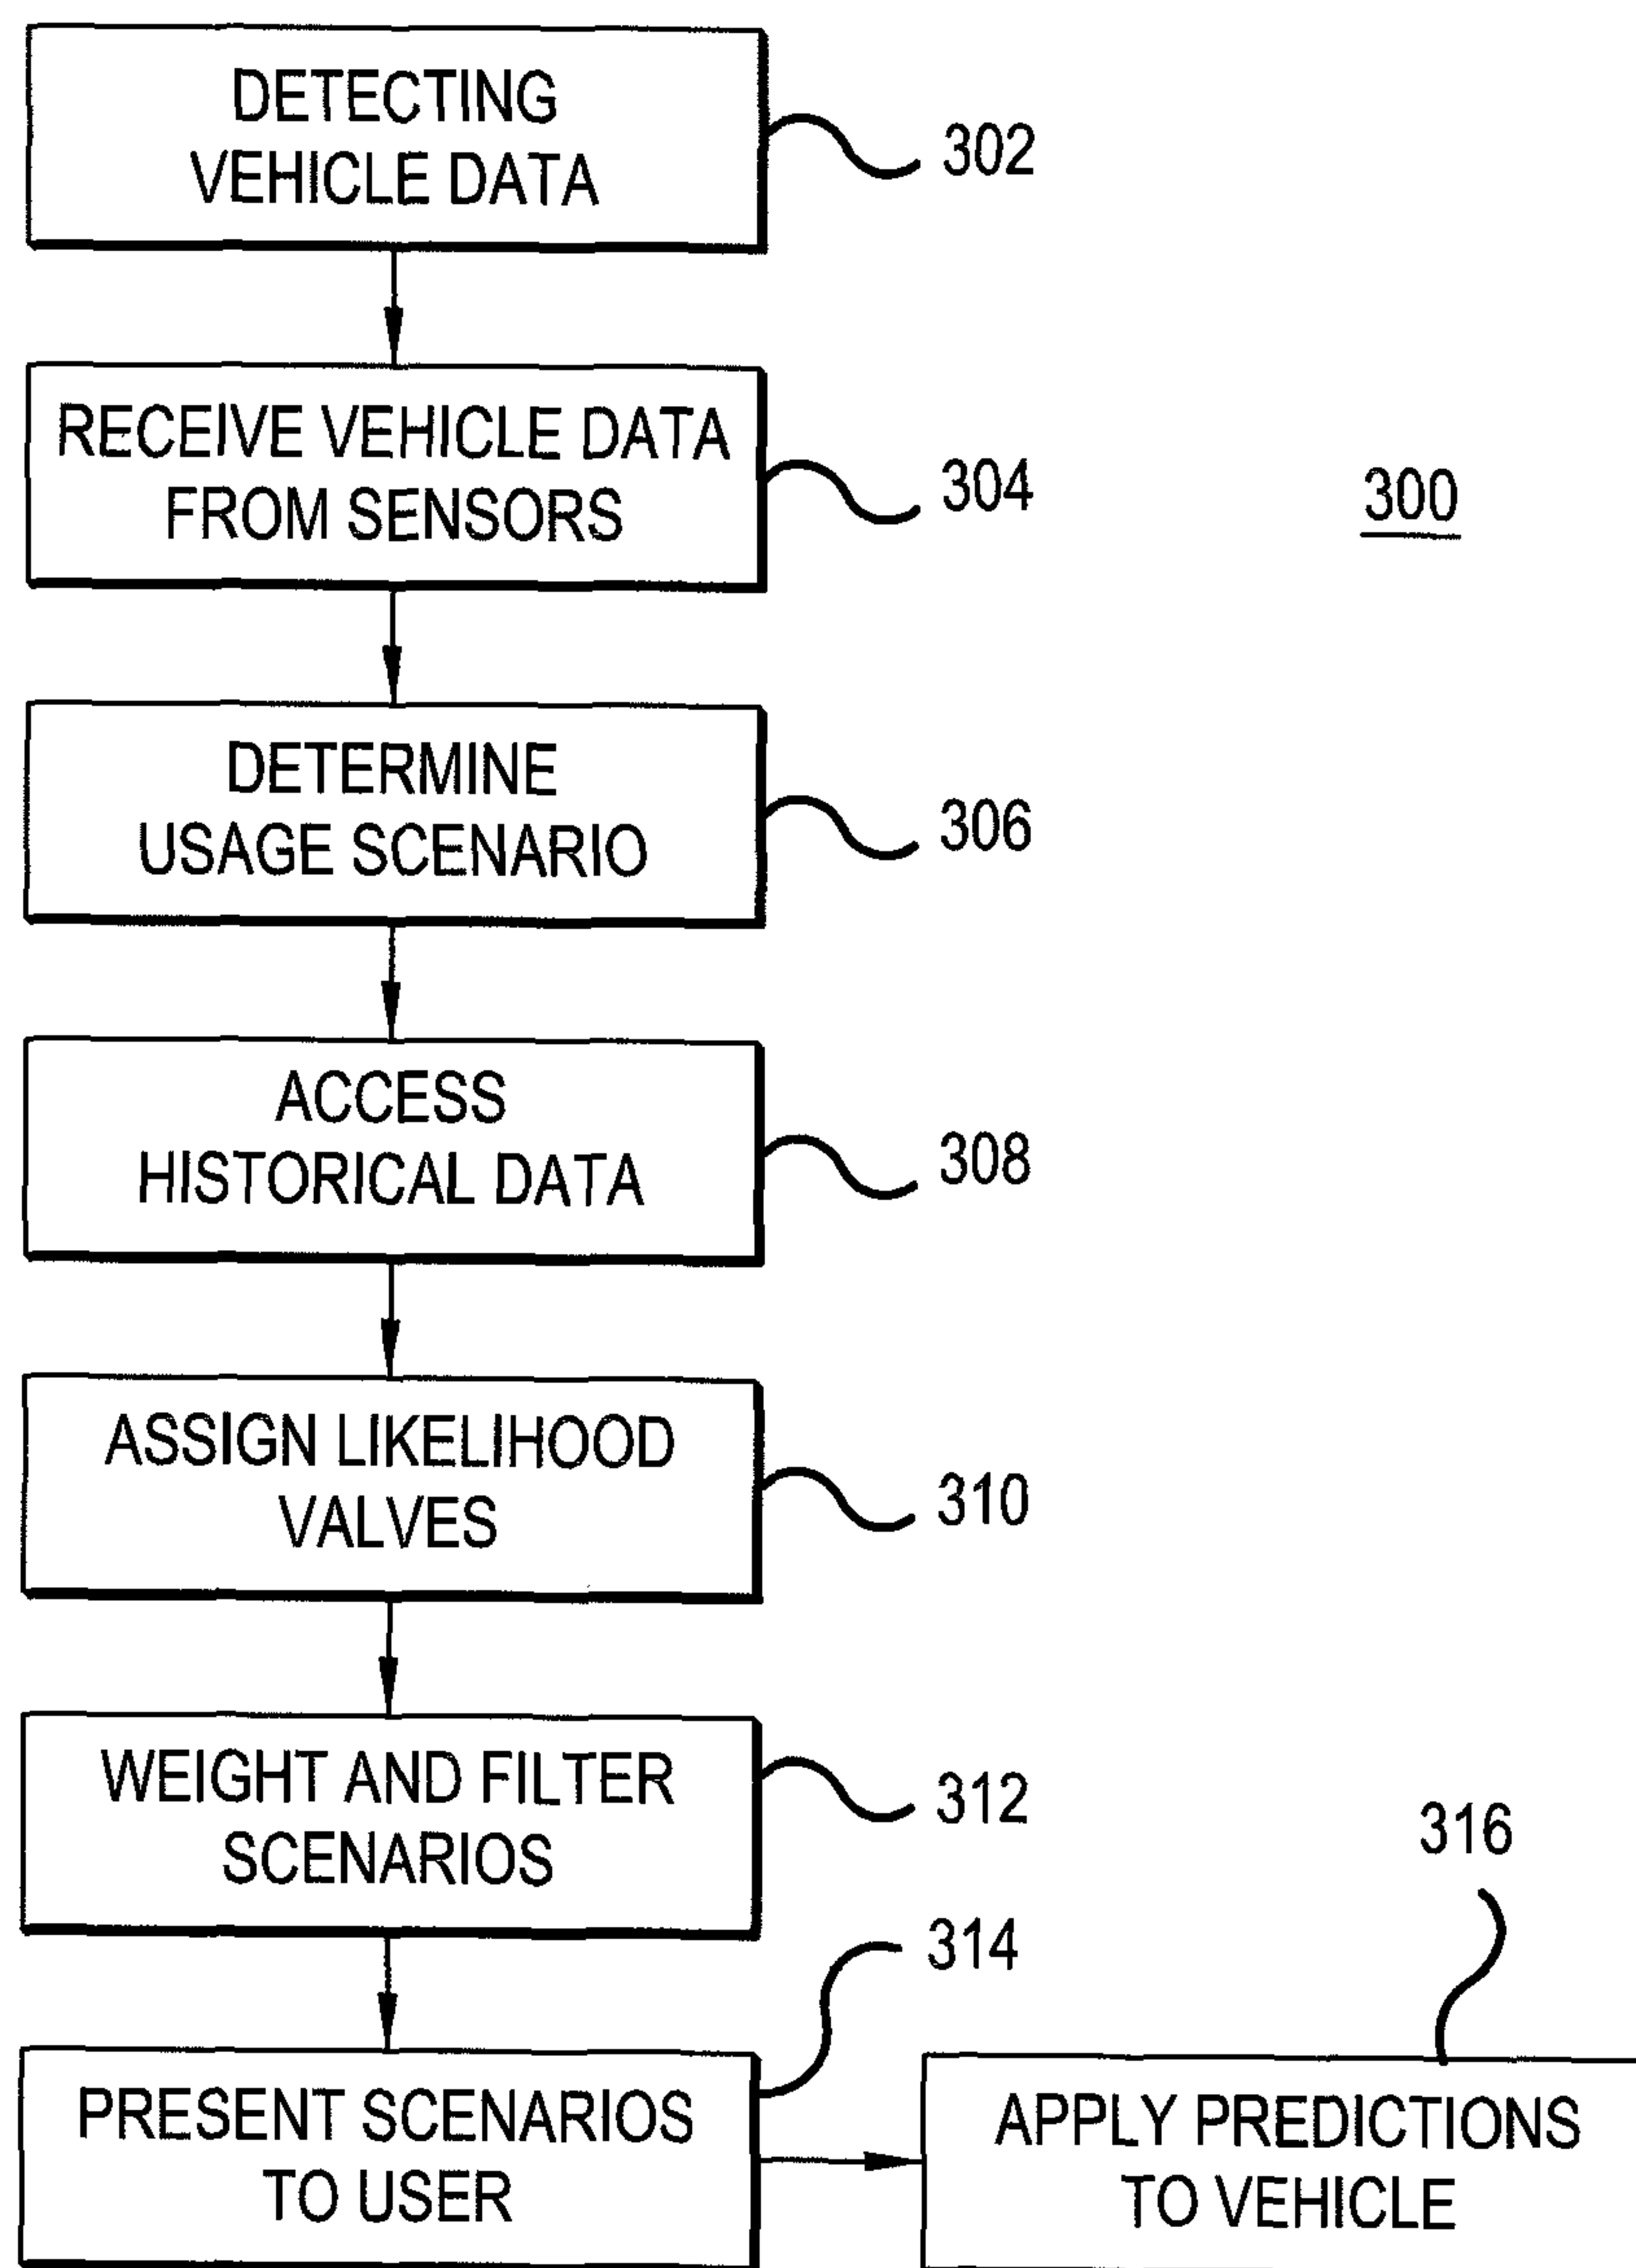 DETECTING
VEHICLE DATA
302
RECEIVE VEHICLE DATA
FROM SENSORS
304
300
DETERMINE
USAGE SCENARIO
306
ACCESS
HISTORICAL DATA
308
ASSIGN LIKELIHOOD
VALVES
310
WEIGHT AND FILTER
SCENARIOS
312
316
314
PRESENT SCENARIOS
TO USER
APPLY PREDICTIONS
TO VEHICLE